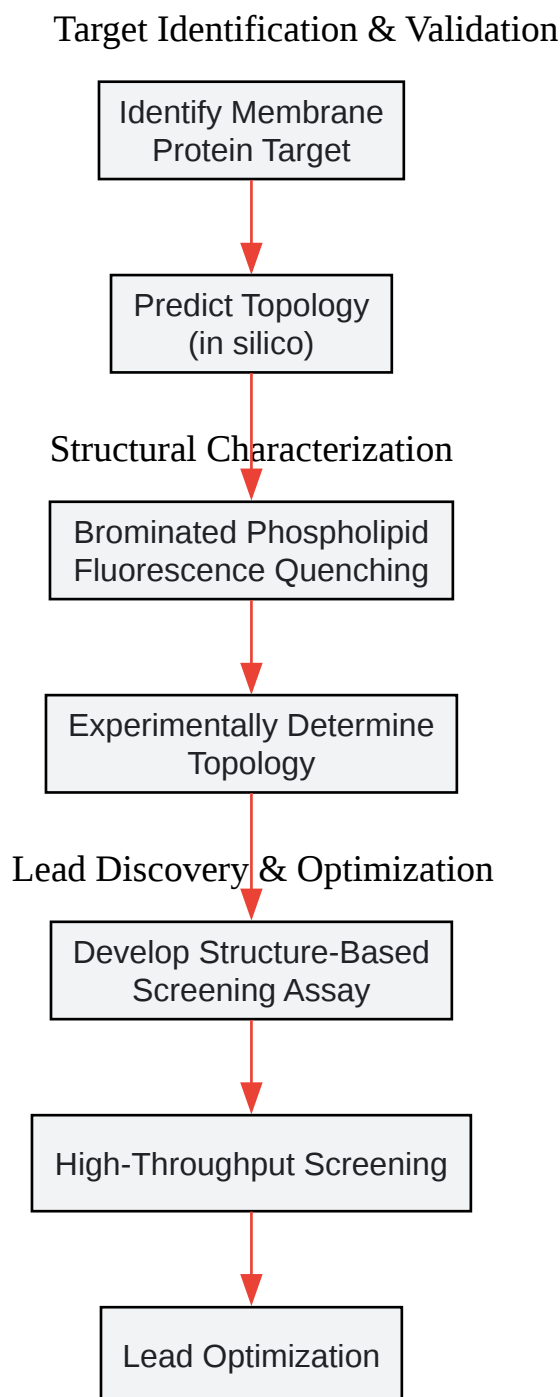 Target Identification & Validation
Identify Membrane
Protein Target
Predict Topology
(in silico)
Structural Characterization
Brominated Phospholipid
Fluorescence Quenching
Experimentally Determine
Topology
Lead Discovery & Optimization
Develop Structure-Based
Screening Assay
High-Throughput Screening
Lead Optimization